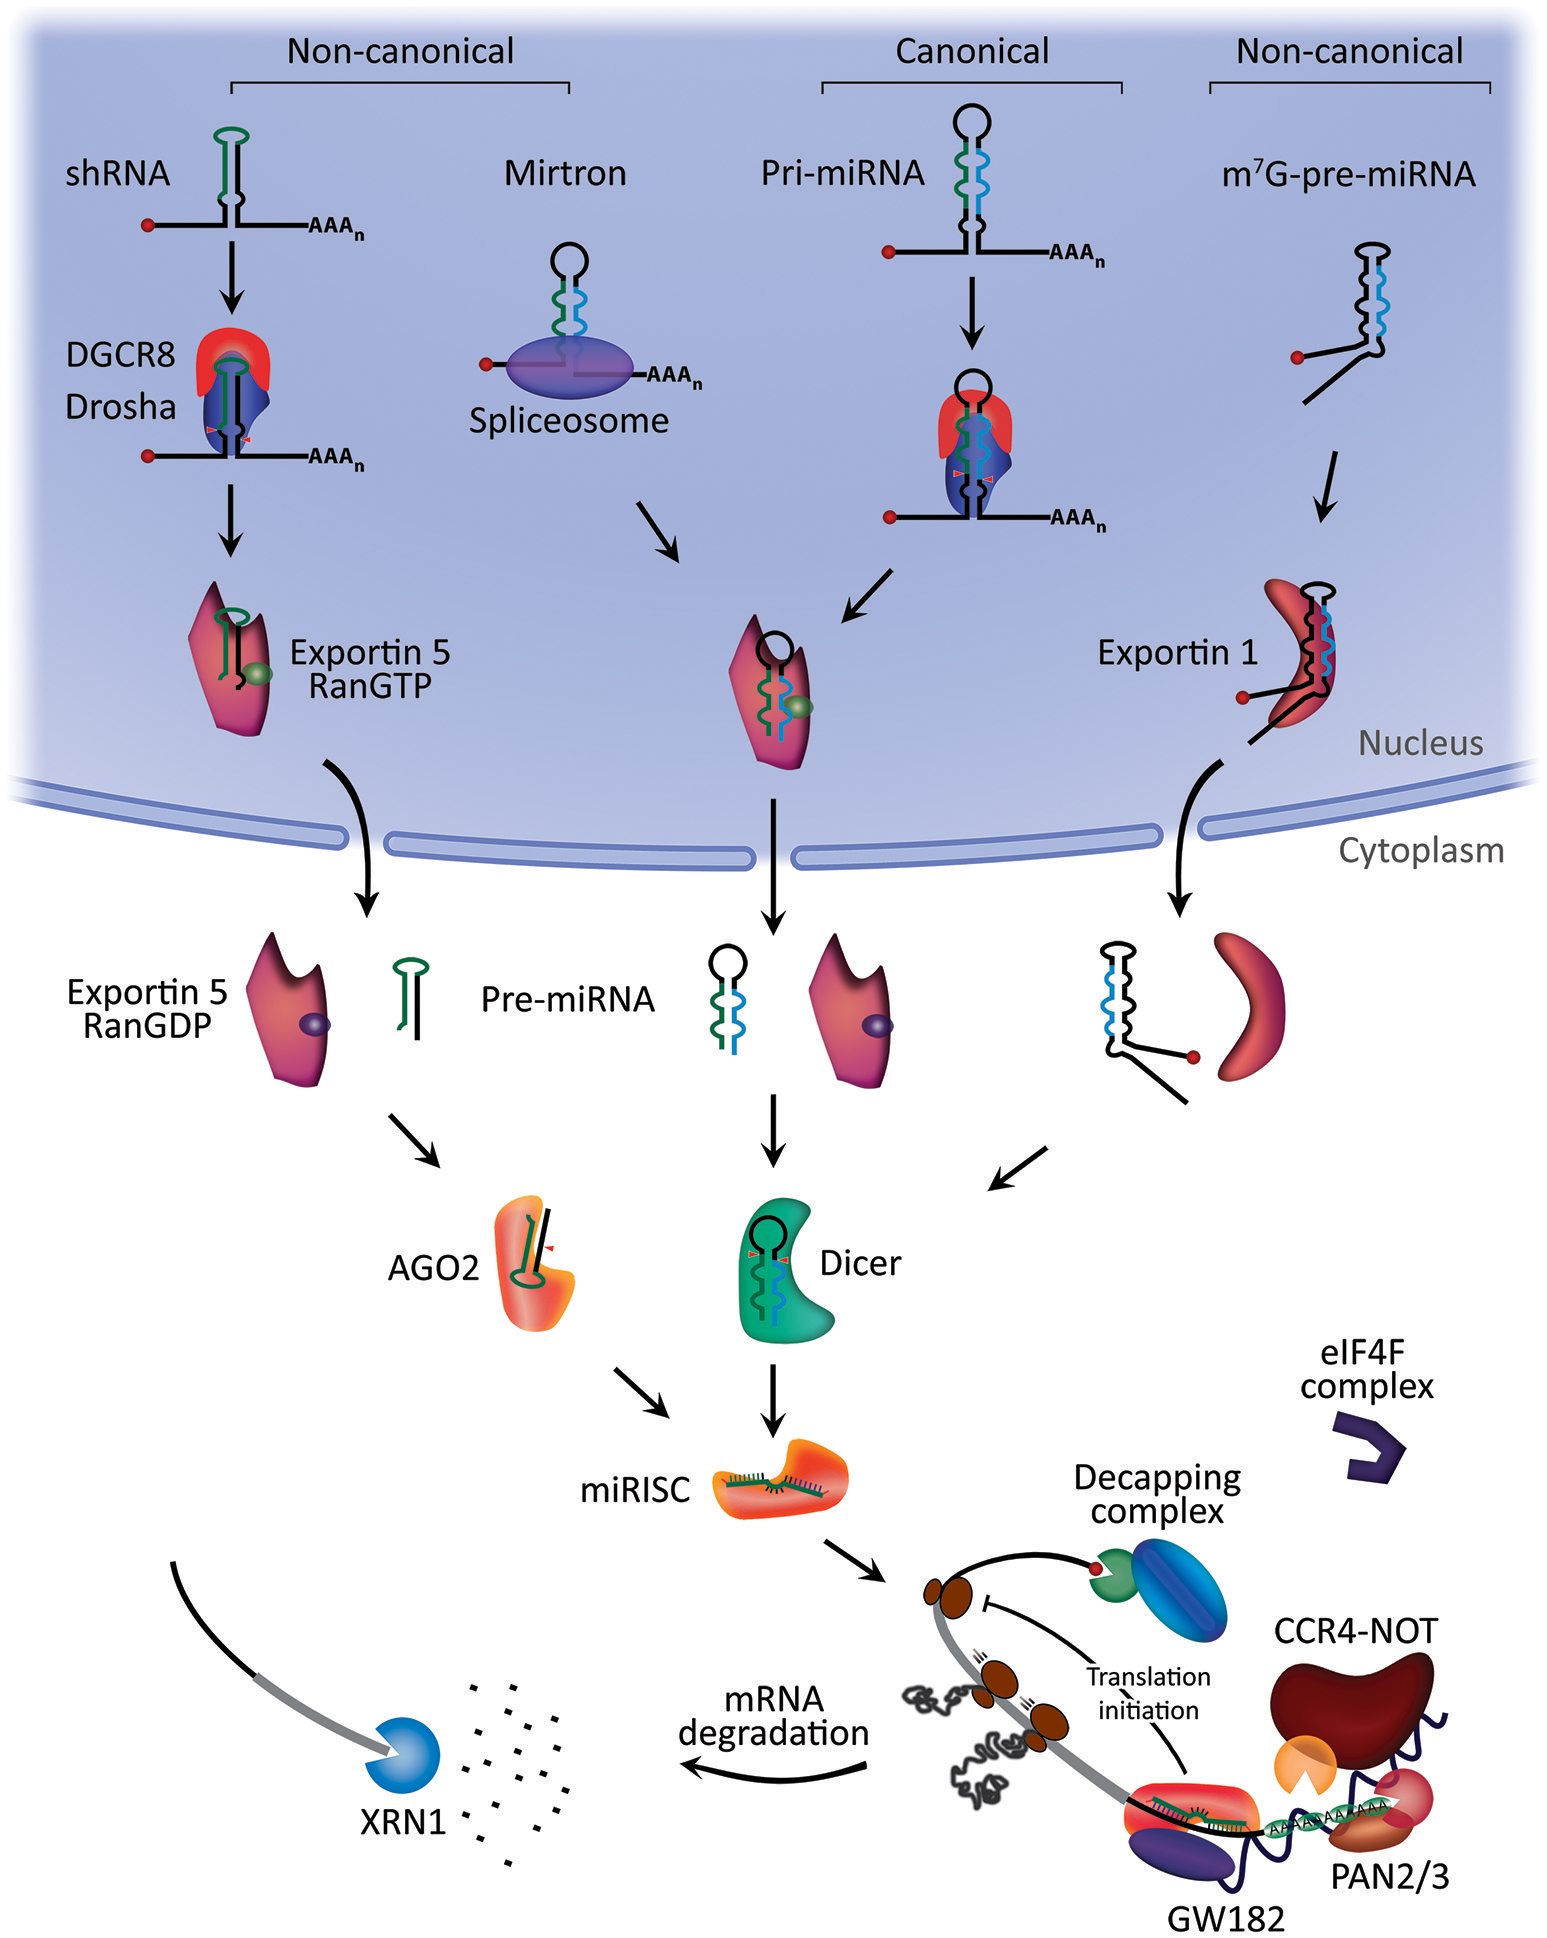 Non-canonical
Canonical
Non-canonical
shRNA
Mirtron
Pri-miRNA
m⁷G-pre-miRNA
AAAₙ
AAAₙ
DGCR8
Drosha
AAAₙ
Spliceosome
AAAₙ
AAAₙ
Exportin 5
RanGTP
Exportin 1
Nucleus
Cytoplasm
Exportin 5
RanGDP
Pre-miRNA
AGO2
Dicer
eIF4F
complex
miRISC
Decapping
complex
CCR4-NOT
Translation
initiation
mRNA
degradation
XRN1
AAAAAAAAAA
PAN2/3
GW182